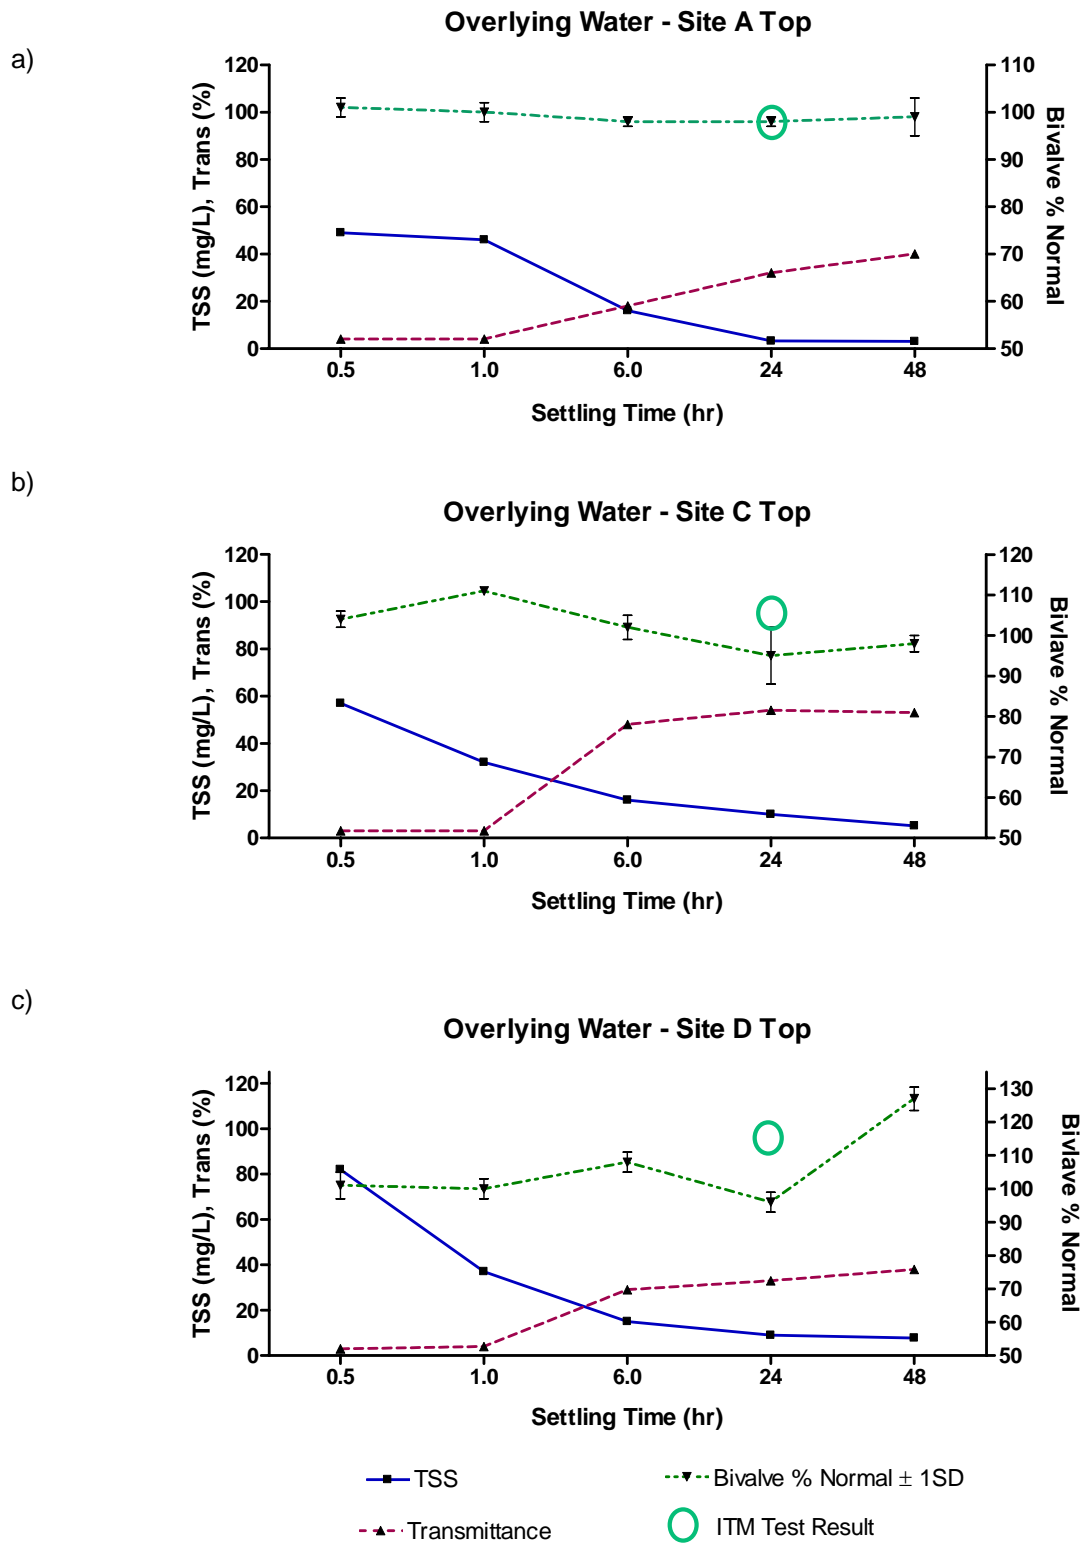 a)
Overlying Water - Site A Top
TSS (mg/L), Trans (%)
120
100
80
60
40
20
0
110
100
90
80
70
60
50
Bivalve % Normal
0.5 1.0 6.0 24 48
Settling Time (hr)
b)
Overlying Water - Site C Top
TSS (mg/L), Trans (%)
120
100
80
60
40
20
0
120
110
100
90
80
70
60
50
Bivlave % Normal
0.5 1.0 6.0 24 48
Settling Time (hr)
c)
Overlying Water - Site D Top
TSS (mg/L), Trans (%)
120
100
80
60
40
20
0
130
120
110
100
90
80
70
60
50
Bivlave % Normal
0.5 1.0 6.0 24 48
Settling Time (hr)
TSS
Bivalve % Normal ± 1SD
Transmittance
ITM Test Result